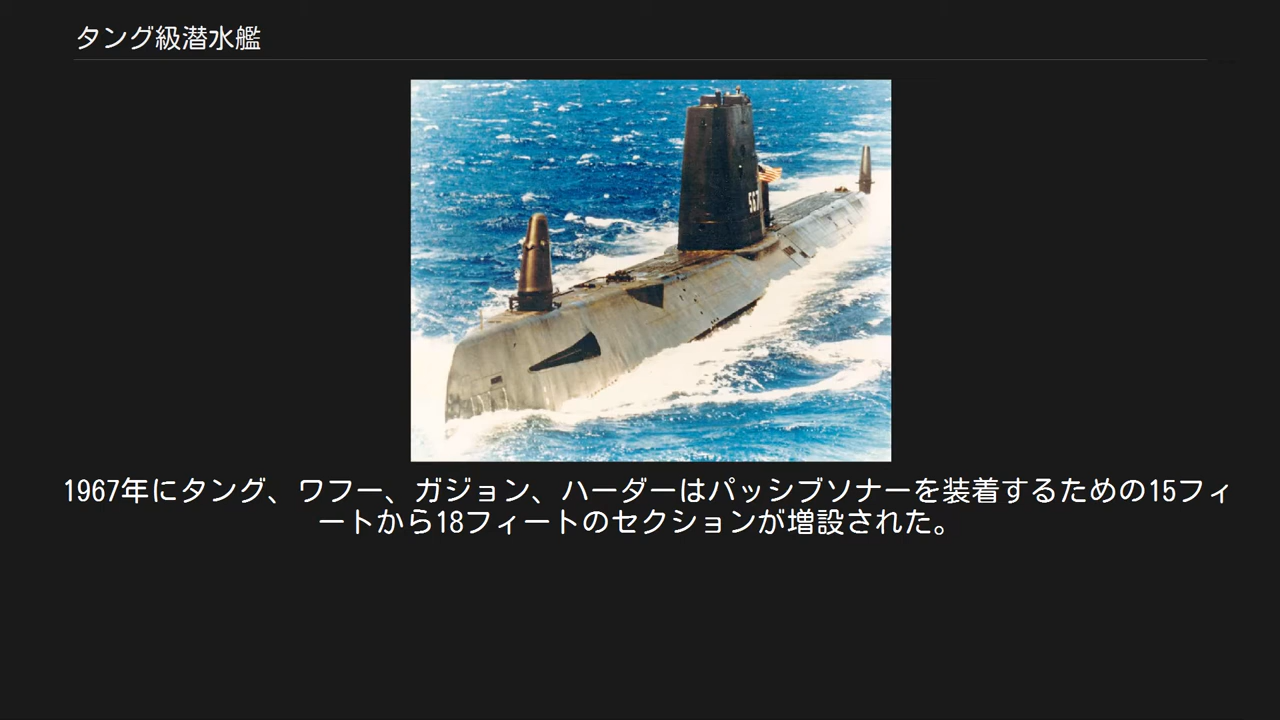 タング級潜水艦
567
1967年にタング、ワフー、ガジョン、ハーダーはパッシブソナーを装着するための15フィ
ートから18フィートのセクションが増設された。